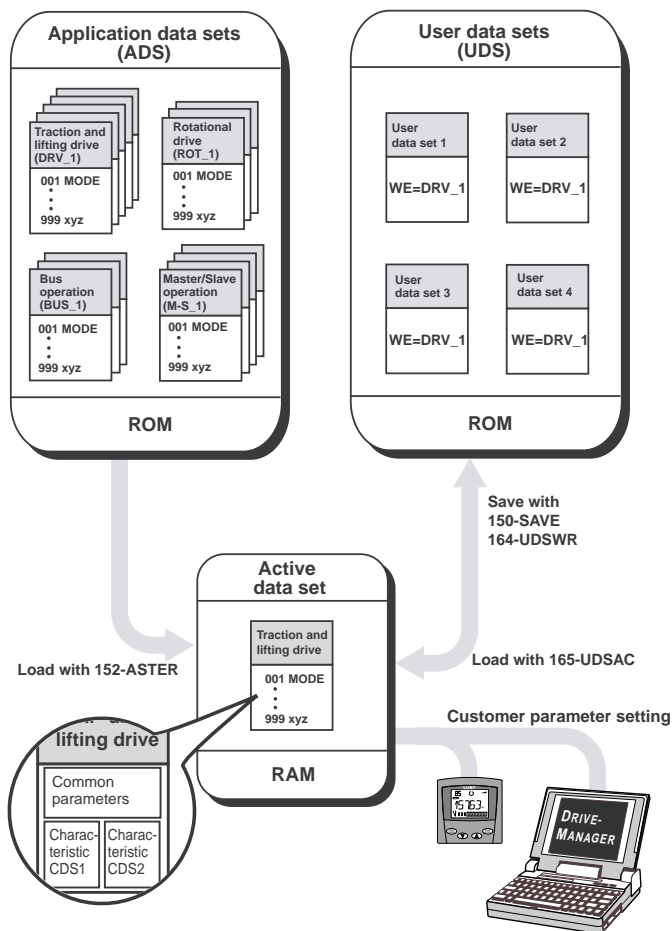 Application data sets
(ADS)
Traction and
lifting drive
(DRV_1)
001 MODE
999 xyz
Rotational
drive
(ROT_1)
001 MODE
999 xyz
Bus
operation
(BUS_1)
001 MODE
999 xyz
Master/Slave
operation
(M-S_1)
001 MODE
999 xyz
ROM
User data sets
(UDS)
User
data set 1
WE=DRV_1
User
data set 2
WE=DRV_1
User
data set 3
WE=DRV_1
User
data set 4
WE=DRV_1
ROM
Save with
150-SAVE
164-UDSWR
Active
data set
Traction and
lifting drive
001 MODE
999 xyz
RAM
Load with 152-ASTER
Load with 165-UDSAC
Customer parameter setting
lifting drive
Common
parameters
Charac-
teristic
CDS1
Charac-
teristic
CDS2
DRIVE-
MANAGER